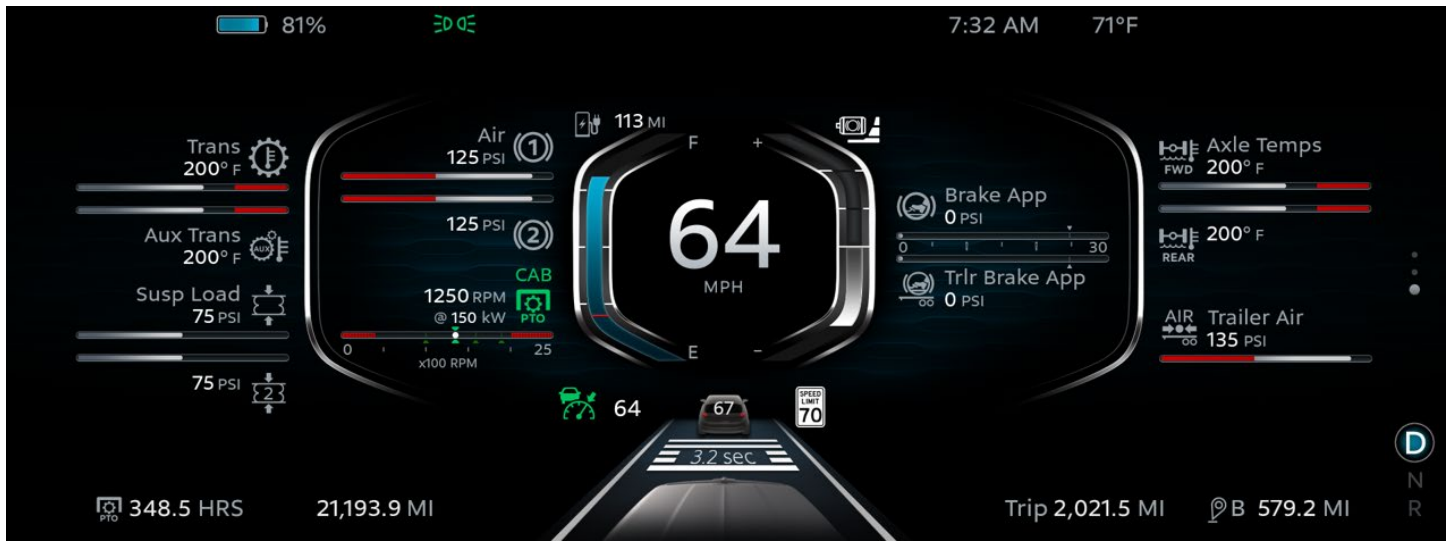 81%
7:32 AM 71°F
Trans
200° F
Aux Trans
200° F
AUX
Susp Load
75 PSI
75 PSI
2
Air
125 PSI
1
125 PSI
2
CAB
1250 RPM
@ 150 kW
PTO
0 25
x100 RPM
113 MI
F +
64
MPH
E -
Brake App
0 PSI
0 30
Trlr Brake App
0 PSI
Axle Temps
FWD 200° F
200° F
REAR
AIR Trailer Air
135 PSI
64
67
SPEED
LIMIT
70
3.2 sec
D
N
R
PTO 348.5 HRS 21,193.9 MI Trip 2,021.5 MI B 579.2 MI